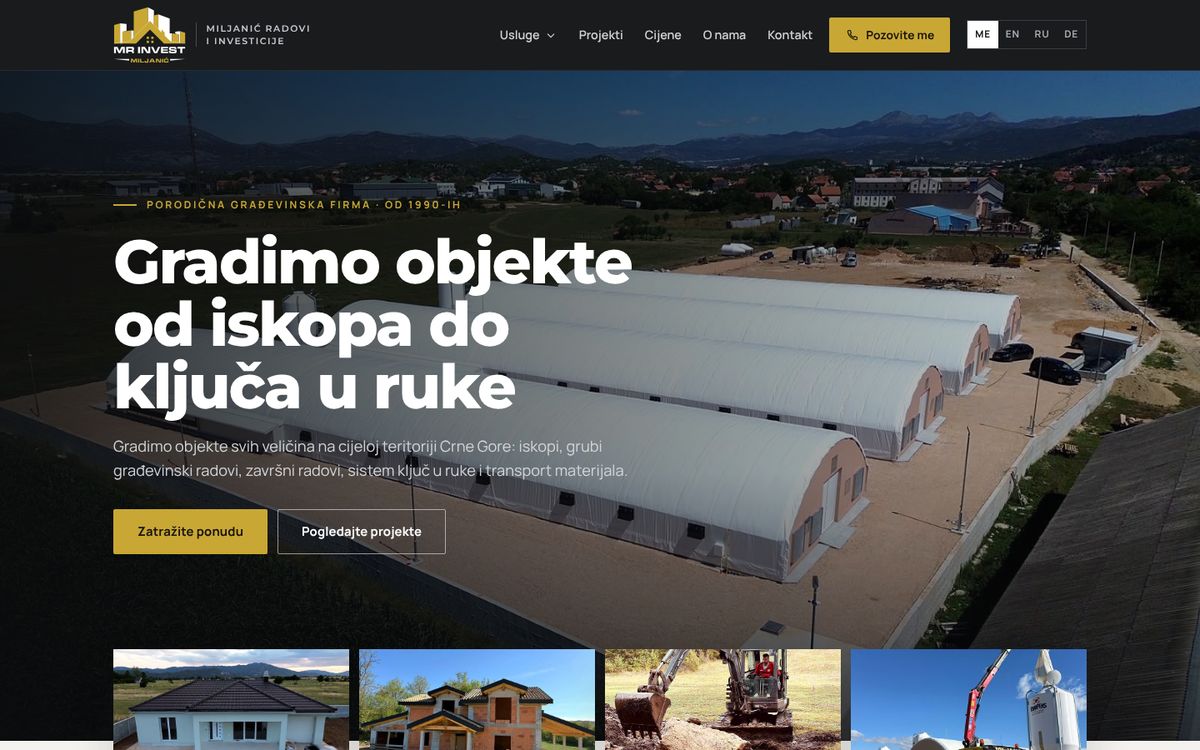 MR INVEST
MILJANIĆ
MILJANIĆ RADOVI
I INVESTICIJE
Usluge
Projekti
Cijene
O nama
Kontakt
Pozovite me
ME
EN
RU
DE
PORODIČNA GRAĐEVINSKA FIRMA · OD 1990-IH
Gradimo objekte
od iskopa do
ključa u ruke
Gradimo objekte svih veličina na cijeloj teritoriji Crne Gore: iskopi, grubi
građevinski radovi, završni radovi, sistem ključ u ruke i transport materijala.
Zatražite ponudu
Pogledajte projekte